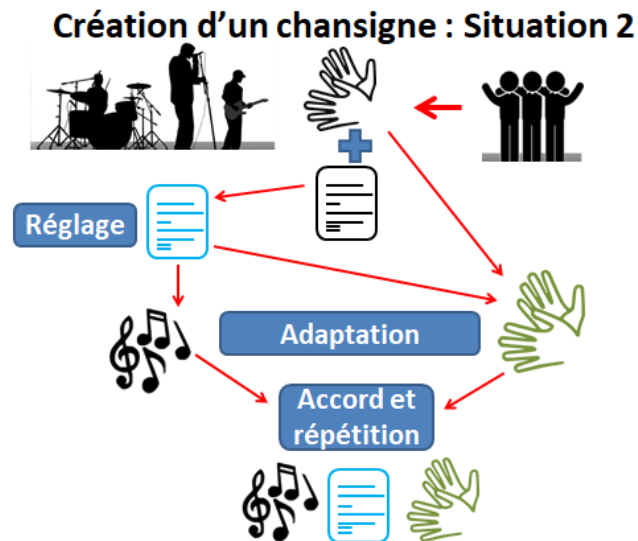 Création d’un chansigne : Situation 2
Réglage
Adaptation
Accord et
répétition